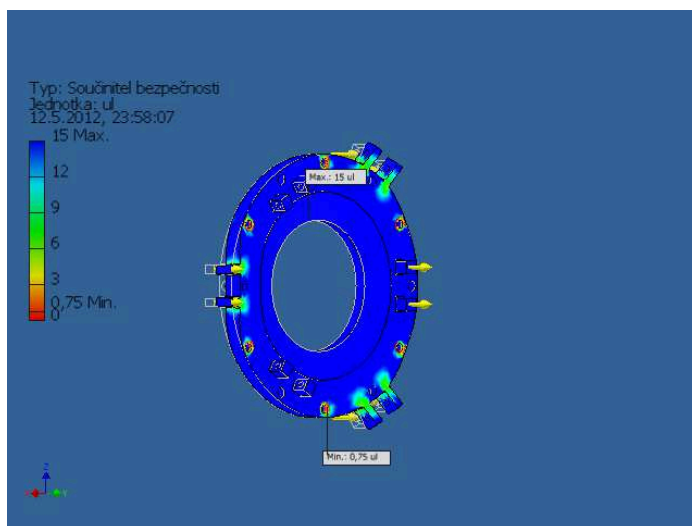 Typ: Součinitel bezpečnosti
Jednotka: ul
12.5.2012, 23:58:07
15 Max.
12
9
6
3
0,75 Min.
0
Max.: 15 ul
Min.: 0,75 ul
Z
Y